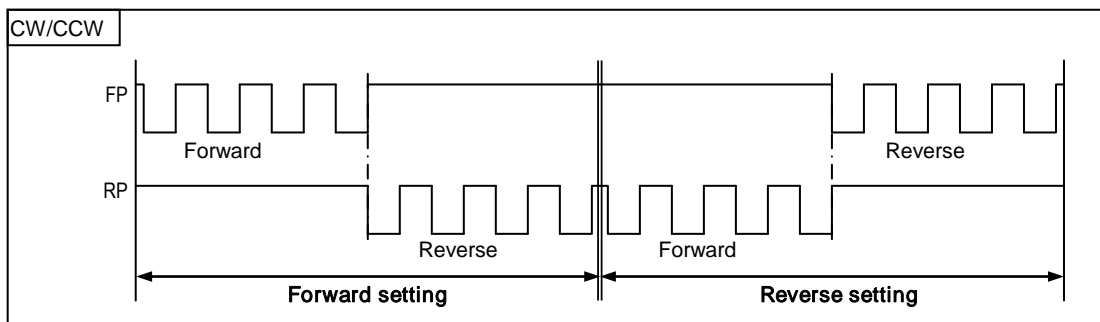 CW/CCW
FP
Forward
Reverse
RP
Reverse
Forward
Forward setting
Reverse setting